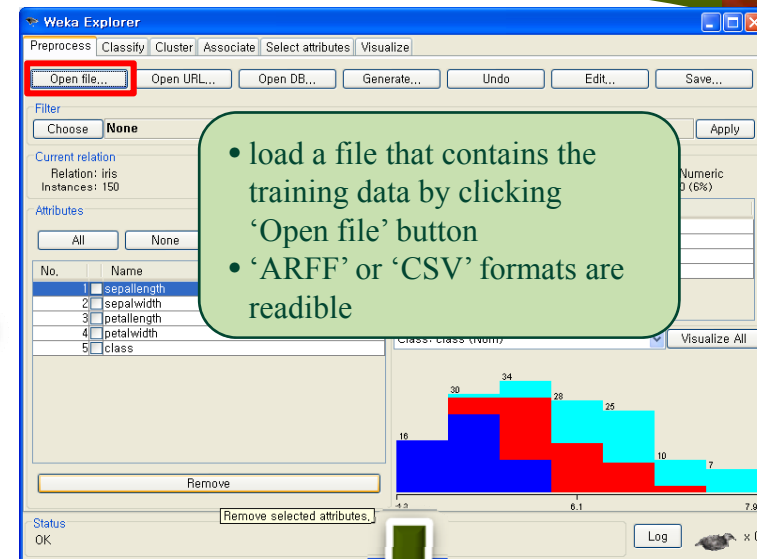 Weka Explorer
Preprocess Classify Cluster Associate Select attributes Visualize
Open file... Open URL... Open DB... Generate... Undo Edit... Save...
Filter
Choose None Apply
Current relation
Relation: iris
Instances: 150
Numeric
0 (6%)
• load a file that contains the
training data by clicking
‘Open file’ button
• ‘ARFF’ or ‘CSV’ formats are
readible
Attributes
All None
No. Name
1 sepallength
2 sepalwidth
3 petallength
4 petalwidth
5 class
Remove
Remove selected attributes.
Class: class (Nom) Visualize All
16 30 34 28 25 10 7
4.3 6.1 7.9
Status
OK
Log x 0